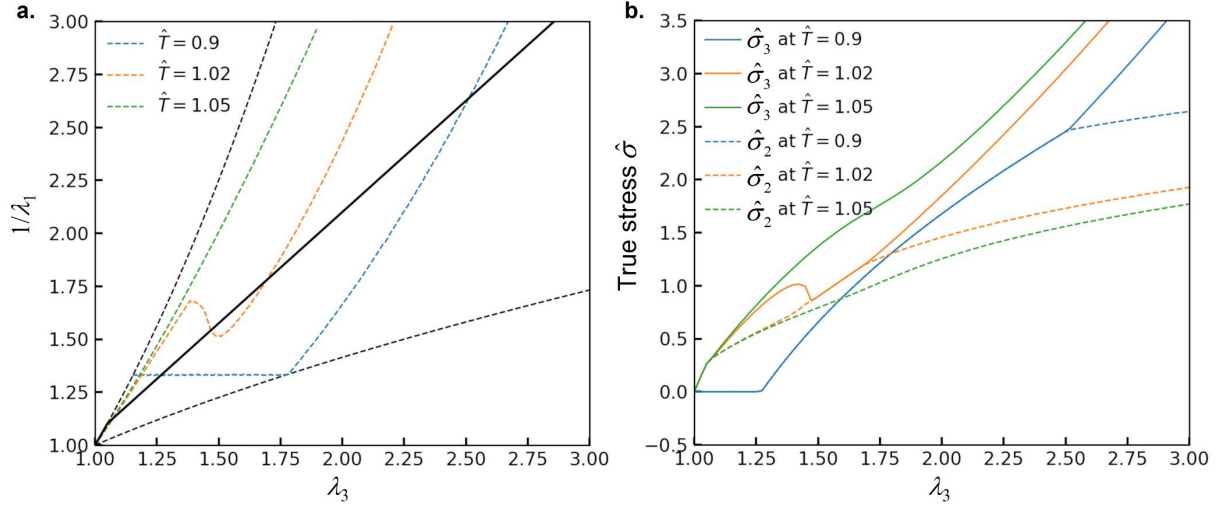 a.
3.00
2.75
2.50
2.25
2.00
1.75
1.50
1.25
1.00
1/λ₁
T̂ = 0.9
T̂ = 1.02
T̂ = 1.05
1.00 1.25 1.50 1.75 2.00 2.25 2.50 2.75 3.00
λ₃
b.
3.5
3.0
2.5
2.0
1.5
1.0
0.5
0.0
−0.5
True stress σ̂
σ̂₃ at T̂ = 0.9
σ̂₃ at T̂ = 1.02
σ̂₃ at T̂ = 1.05
σ̂₂ at T̂ = 0.9
σ̂₂ at T̂ = 1.02
σ̂₂ at T̂ = 1.05
1.00 1.25 1.50 1.75 2.00 2.25 2.50 2.75 3.00
λ₃